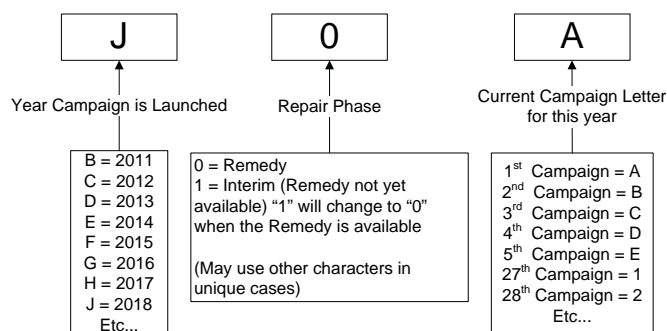 J
0
A
Year Campaign is Launched
Repair Phase
Current Campaign Letter
for this year
B = 2011
C = 2012
D = 2013
E = 2014
F = 2015
G = 2016
H = 2017
J = 2018
Etc...
0 = Remedy
1 = Interim (Remedy not yet
available) “1” will change to “0”
when the Remedy is available
(May use other characters in
unique cases)
1st Campaign = A
2nd Campaign = B
3rd Campaign = C
4th Campaign = D
5th Campaign = E
27th Campaign = 1
28th Campaign = 2
Etc...